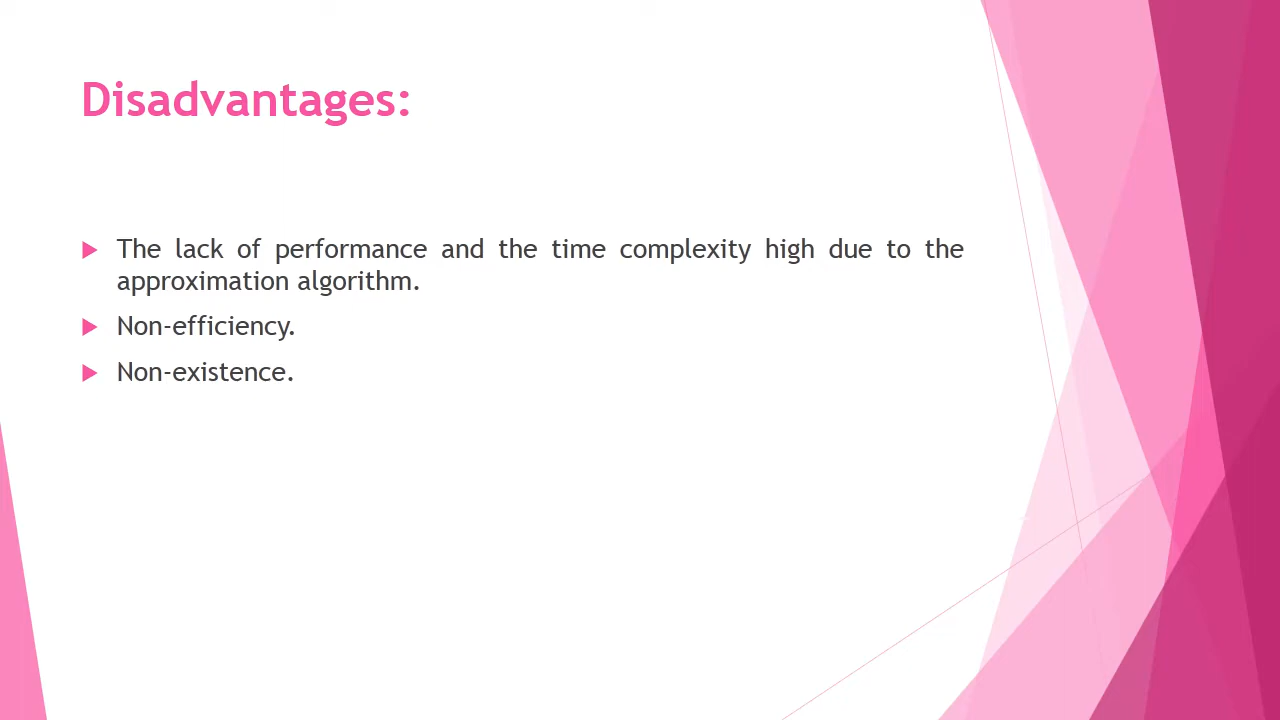 Disadvantages:
The lack of performance and the time complexity high due to the
approximation algorithm.
Non-efficiency.
Non-existence.